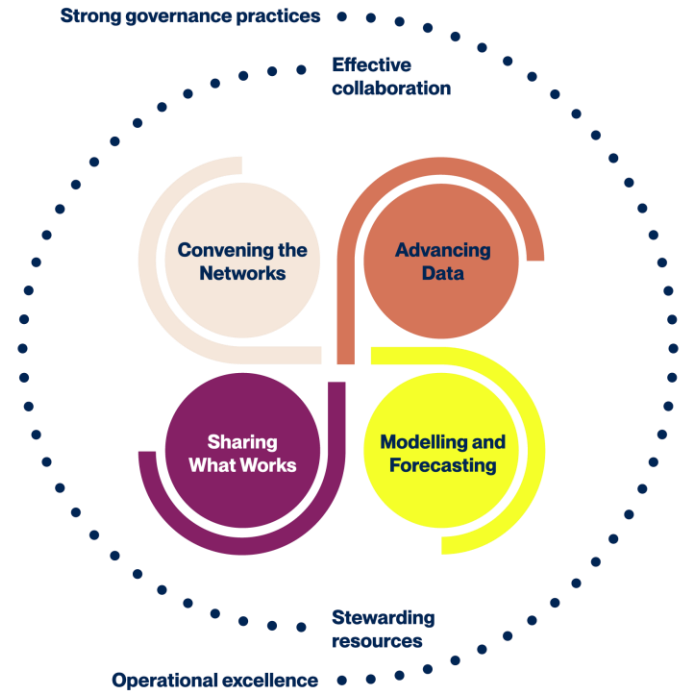 Strong governance practices
Effective
collaboration
Convening the
Networks
Advancing
Data
Sharing
What Works
Modelling and
Forecasting
Stewarding
resources
Operational excellence